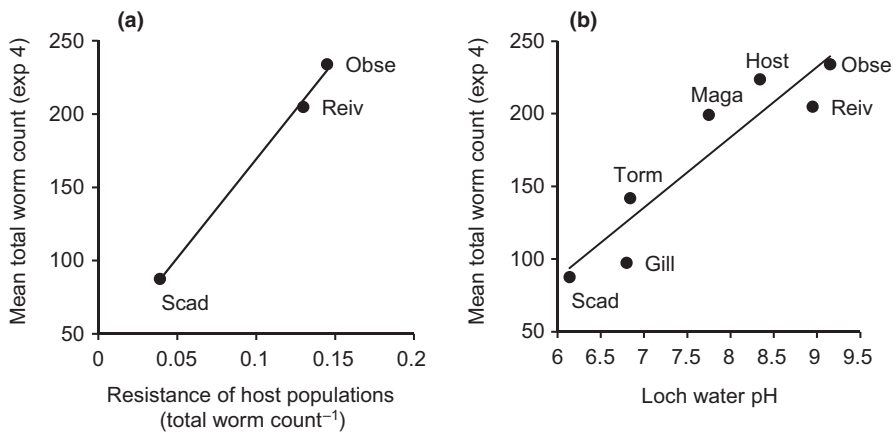 (a)
Mean total worm count (exp 4)
250
200
150
100
50
Obse
Reiv
Scad
0 0.05 0.1 0.15 0.2
Resistance of host populations
(total worm count⁻¹)
(b)
Mean total worm count (exp 4)
250
200
150
100
50
Host
Obse
Maga
Reiv
Torm
Gill
Scad
6 6.5 7 7.5 8 8.5 9 9.5
Loch water pH